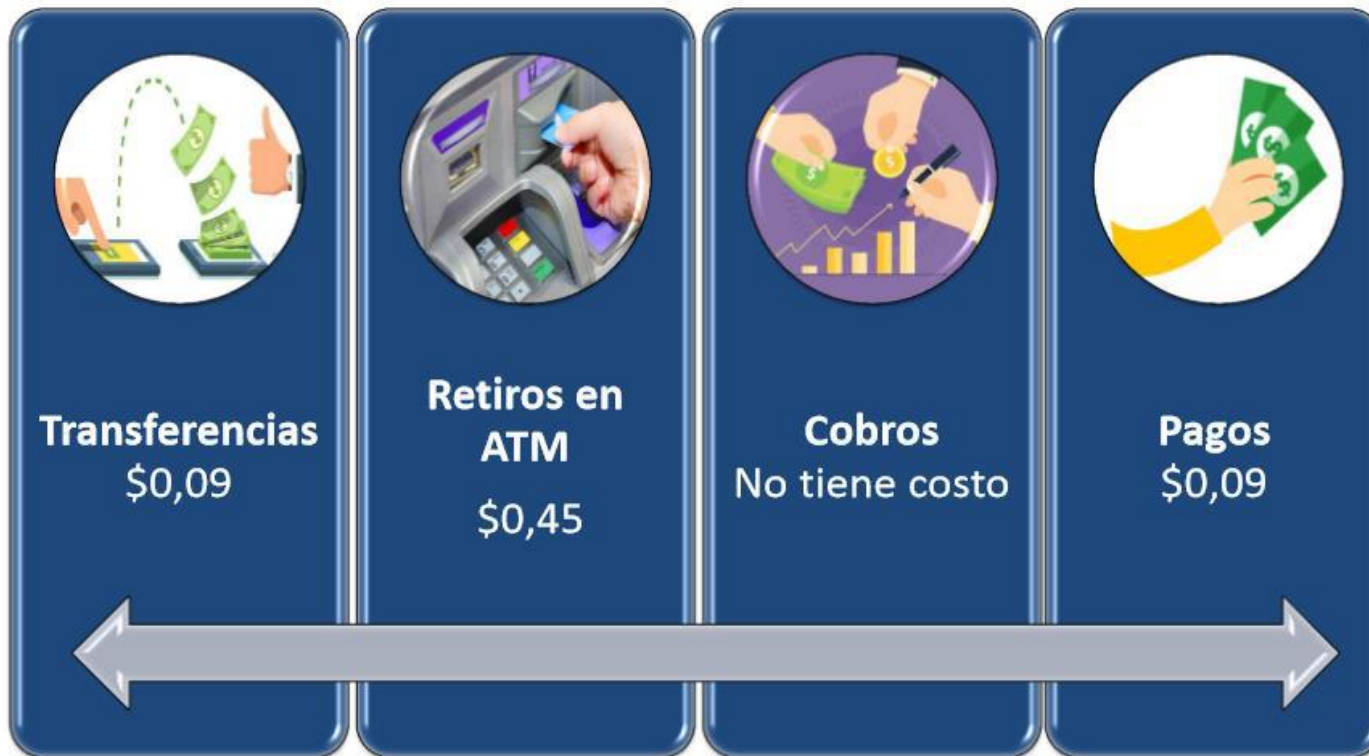 Transferencias
$0,09
Retiros en
ATM
$0,45
Cobros
No tiene costo
Pagos
$0,09